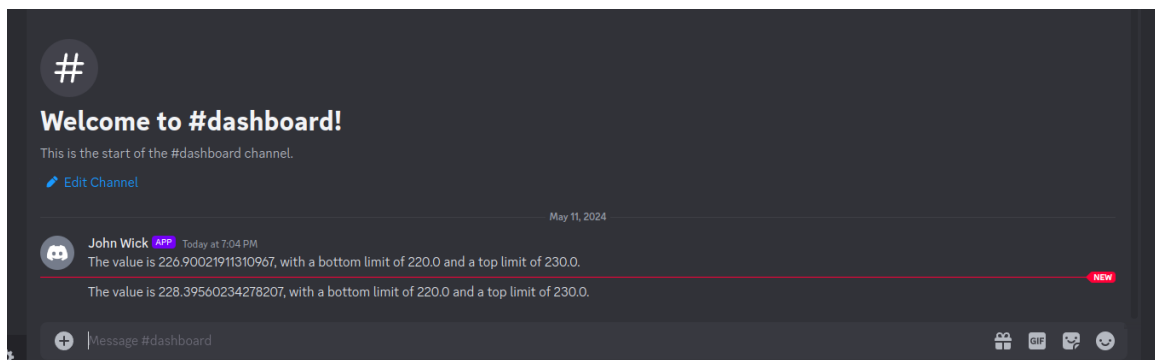 #
Welcome to #dashboard!
This is the start of the #dashboard channel.
Edit Channel
May 11, 2024
John Wick APP Today at 7:04 PM
The value is 226.90021911310967, with a bottom limit of 220.0 and a top limit of 230.0.
NEW
The value is 228.39560234278207, with a bottom limit of 220.0 and a top limit of 230.0.
Message #dashboard GIF